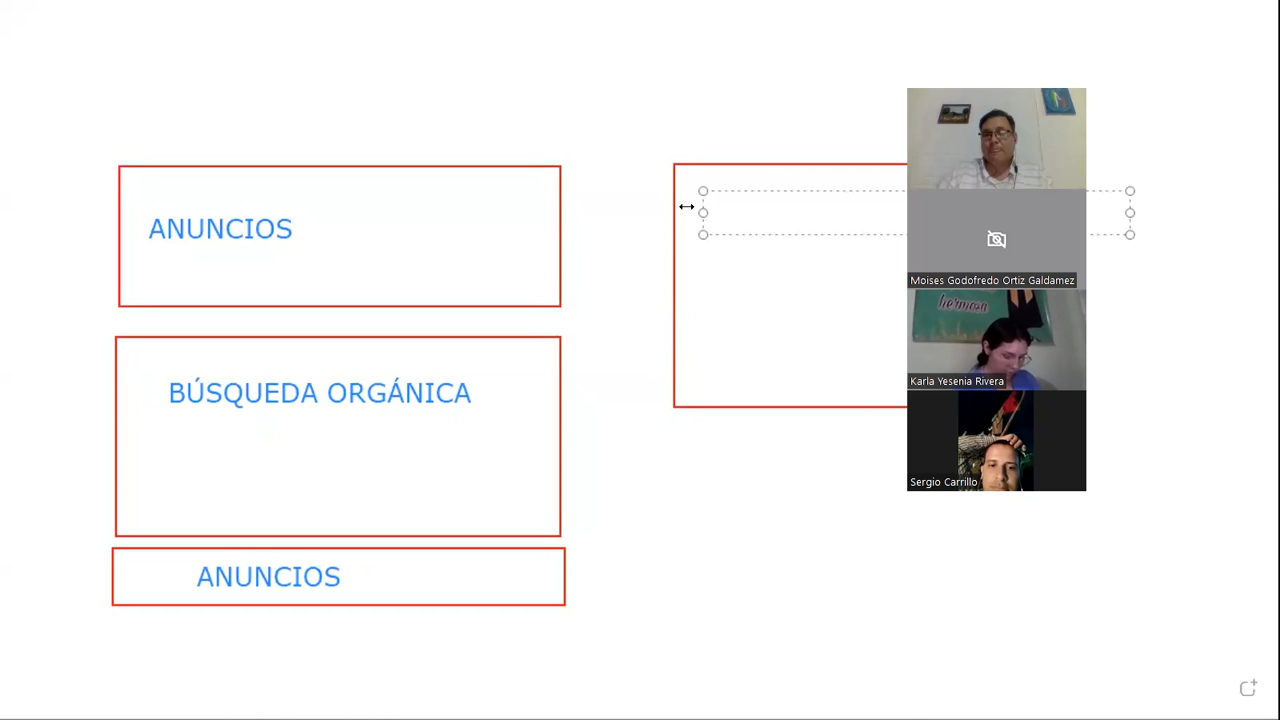 ANUNCIOS
BÚSQUEDA ORGÁNICA
ANUNCIOS
Moises Godofredo Ortiz Galdamez
hermosa
Karla Yesenia Rivera
Sergio Carrillo